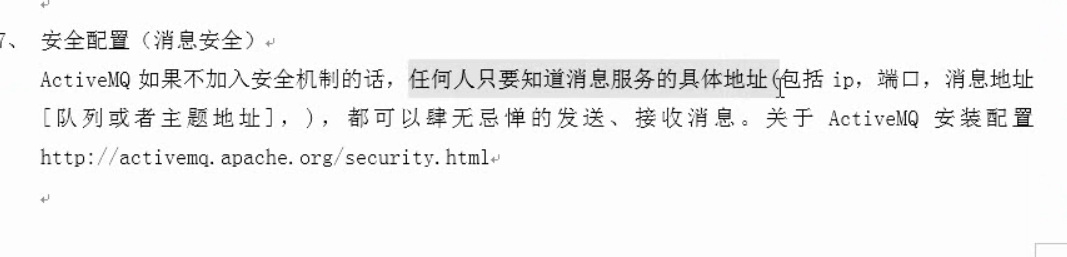 7、 安全配置（消息安全）
ActiveMQ 如果不加入安全机制的话，任何人只要知道消息服务的具体地址(包括 ip，端口，消息地址
[队列或者主题地址]，)，都可以肆无忌惮的发送、接收消息。关于 ActiveMQ 安装配置
http://activemq.apache.org/security.html